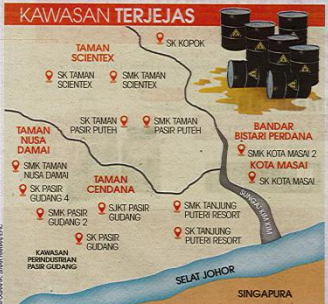 KAWASAN TERJEJAS
SK KOPOK
TAMAN
SCIENTEX
SK TAMAN
SCIENTEX
SMK TAMAN
SCIENTEX
SK TAMAN
PASIR PUTEH
SMK TAMAN
PASIR PUTEH
BANDAR
BISTARI PERDANA
SMK KOTA MASAI 2
KOTA MASAI
SK KOTA MASAI
TAMAN
NUSA
DAMAI
SMK TAMAN
NUSA DAMAI
SK PASIR
GUDANG 4
SMK PASIR
GUDANG 2
TAMAN
CENDANA
SJKT PASIR
GUDANG
SK PASIR
GUDANG
SMK TANJUNG
PUTERI RESORT
SK TANJUNG
PUTERI RESORT
SUNGAI KIM KIM
KAWASAN
PERINDUSTRIAN
PASIR GUDANG
SELAT JOHOR
SINGAPURA